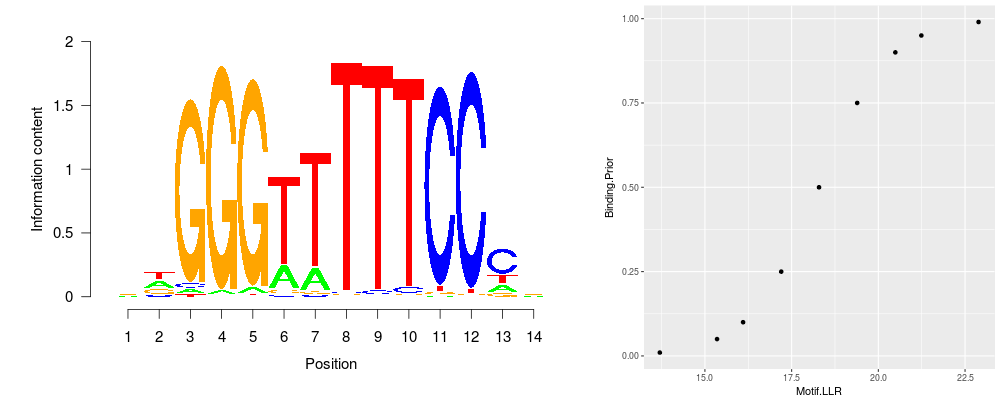 2
1.5
1
0.5
0
Information content
T
A
G
G
G
T
A
T
A
T
T
T
C
C
C
T
A
1 2 3 4 5 6 7 8 9 10 11 12 13 14
Position
1.00
0.75
0.50
0.25
0.00
Binding.Prior
15.0 17.5 20.0 22.5
Motif.LLR